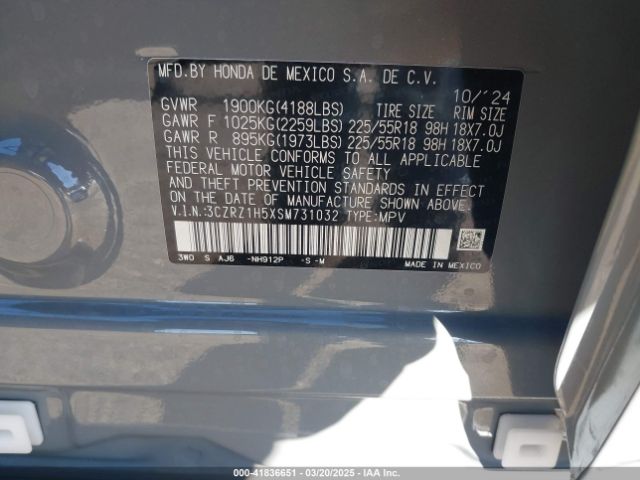 MFD.BY HONDA DE MEXICO S.A. DE C.V.
10/'24
GVWR 1900KG(4188LBS) TIRE SIZE RIM SIZE
GAWR F 1025KG(2259LBS) 225/55R18 98H 18X7.0J
GAWR R 895KG(1973LBS) 225/55R18 98H 18X7.0J
THIS VEHICLE CONFORMS TO ALL APPLICABLE
FEDERAL MOTOR VEHICLE SAFETY
AND THEFT PREVENTION STANDARDS IN EFFECT
ON THE DATE OF MANUFACTURE SHOWN ABOVE.
V.I.N.:3CZRZ1H5XSM731032 TYPE:MPV
3W0 S AJ6 -NH912P -S-M
MADE IN MEXICO
000-41836651 - 03/20/2025 - IAA Inc.